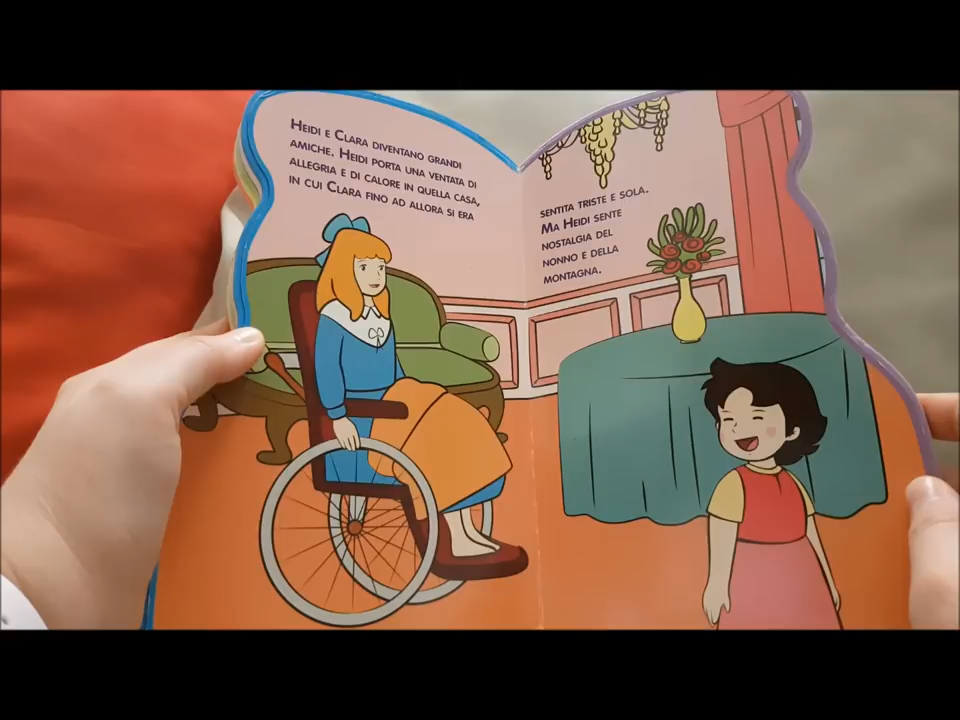 Heidi e Clara diventano grandi
amiche. Heidi porta una ventata di
allegria e di calore in quella casa,
in cui Clara fino ad allora si era
sentita triste e sola.
Ma Heidi sente
nostalgia del
nonno e della
montagna.